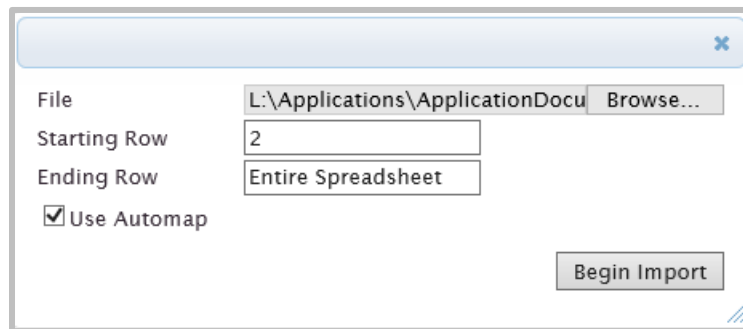 File L:\Applications\ApplicationDocu Browse...
Starting Row 2
Ending Row Entire Spreadsheet
Use Automap
Begin Import